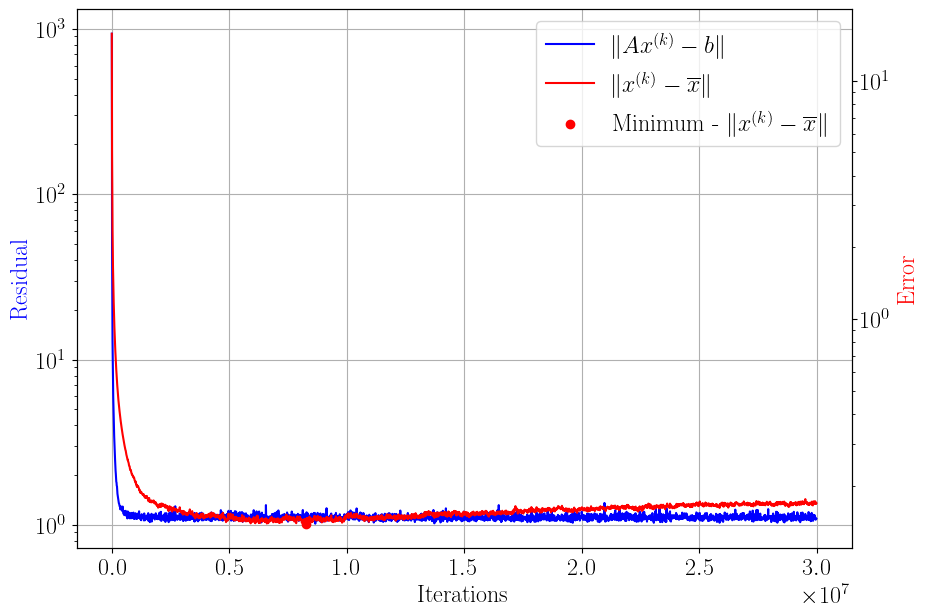 ‖Ax^{(k)} − b‖
‖x^{(k)} − x̅‖
Minimum - ‖x^{(k)} − x̅‖
Residual
10^3
10^2
10^1
10^0
Error
10^1
10^0
0.0 0.5 1.0 1.5 2.0 2.5 3.0
Iterations
×10^7